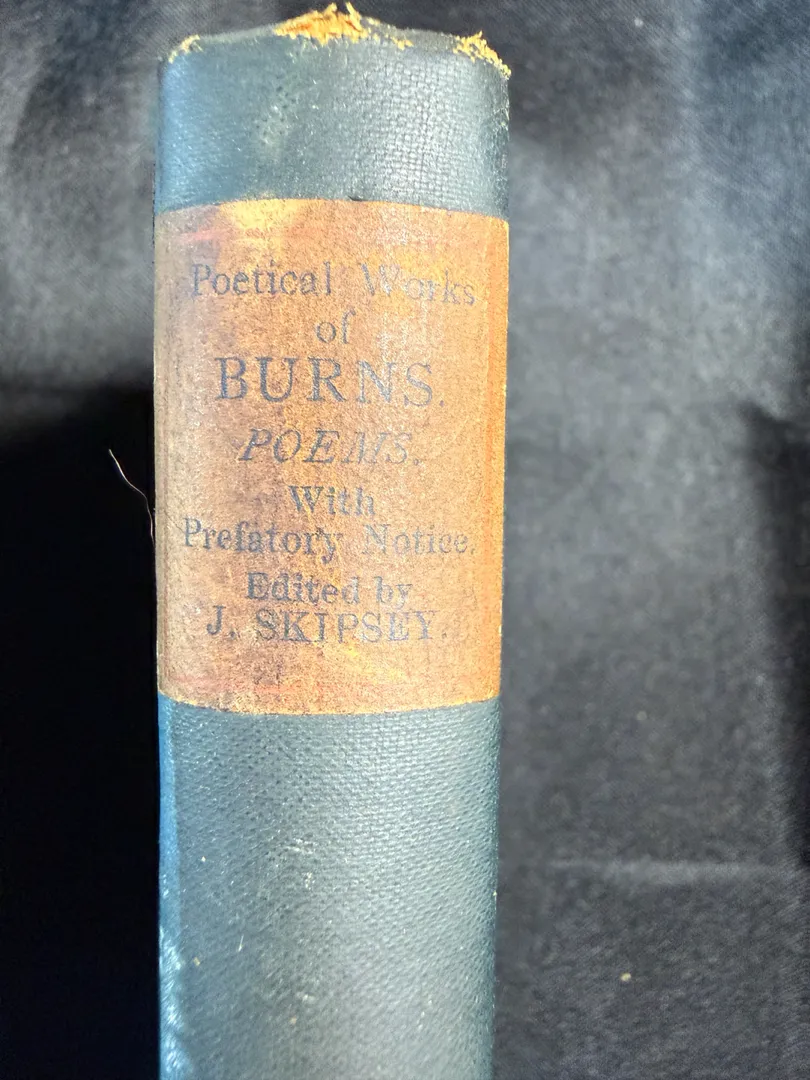 Poetical Works
of
BURNS.
POEMS.
With
Prefatory Notice.
Edited by
J. SKIPSEY.